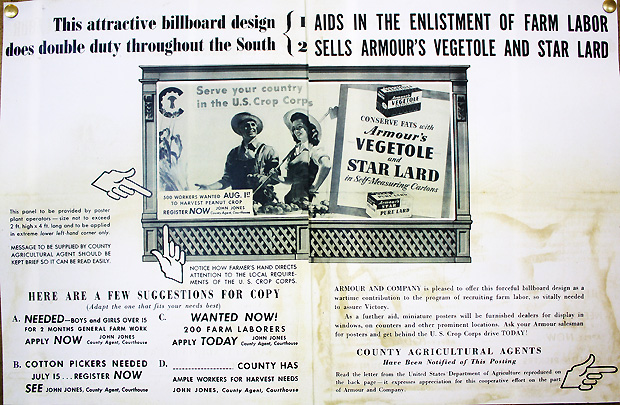 This attractive billboard design { 1 AIDS IN THE ENLISTMENT OF FARM LABOR
does double duty throughout the South { 2 SELLS ARMOUR'S VEGETOLE AND STAR LARD
Serve your country
in the U.S. Crop Corps
500 WORKERS WANTED AUG. 1st
TO HARVEST PEANUT CROP
REGISTER NOW JOHN JONES
County Agent, Courthouse
Armour's
VEGETOLE
CONSERVE FATS with
Armour's
VEGETOLE
and
STAR LARD
in Self-Measuring Cartons
Armour's
STAR
PURE LARD
This panel to be provided by poster
plant operators — size not to exceed
2 ft. high x 4 ft. long and to be applied
in extreme lower left-hand corner only.
MESSAGE TO BE SUPPLIED BY COUNTY
AGRICULTURAL AGENT SHOULD BE
KEPT BRIEF SO IT CAN BE READ EASILY.
NOTICE HOW FARMER'S HAND DIRECTS
ATTENTION TO THE LOCAL REQUIRE-
MENTS OF THE U. S. CROP CORPS.
HERE ARE A FEW SUGGESTIONS FOR COPY
(Adapt the one that fits your needs best)
A. NEEDED—BOYS and GIRLS OVER 15
FOR 2 MONTHS GENERAL FARM WORK
APPLY NOW JOHN JONES
County Agent, Courthouse
B. COTTON PICKERS NEEDED
JULY 15... REGISTER NOW
SEE JOHN JONES, County Agent, Courthouse
C. WANTED NOW!
200 FARM LABORERS
APPLY TODAY JOHN JONES
County Agent, Courthouse
D. __________ COUNTY HAS
AMPLE WORKERS FOR HARVEST NEEDS
JOHN JONES, County Agent, Courthouse
ARMOUR AND COMPANY is pleased to offer this forceful billboard design as a
wartime contribution to the program of recruiting farm labor, so vitally needed
to assure Victory.
As a further aid, miniature posters will be furnished dealers for display in
windows, on counters and other prominent locations. Ask your Armour salesman
for posters and get behind the U. S. Crop Corps drive TODAY!
COUNTY AGRICULTURAL AGENTS
Have Been Notified of This Posting
Read the letter from the United States Department of Agriculture reproduced on
the back page — it expresses appreciation for this cooperative effort on the part
of Armour and Company.